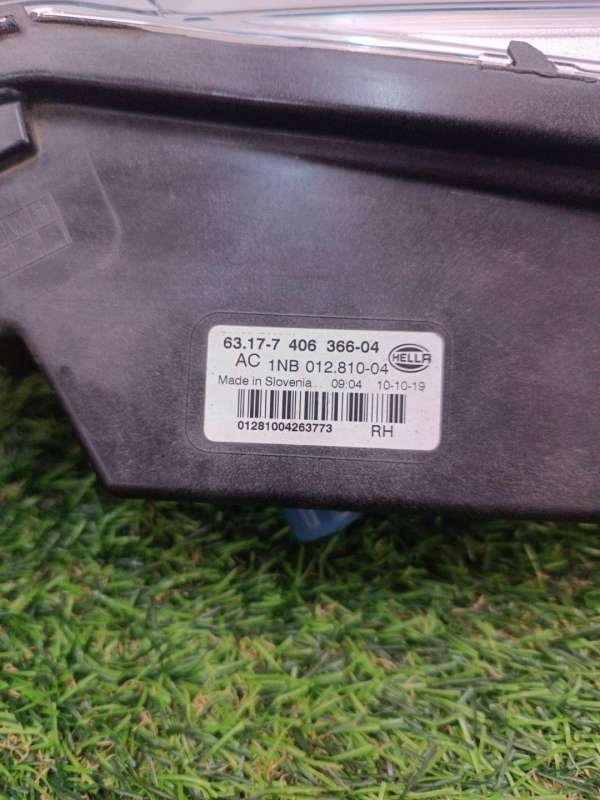 63.17-7 406 366-04
AC 1NB 012.810-04 HELLA
Made in Slovenia.. 09:04 10-10-19
01281004263773 RH